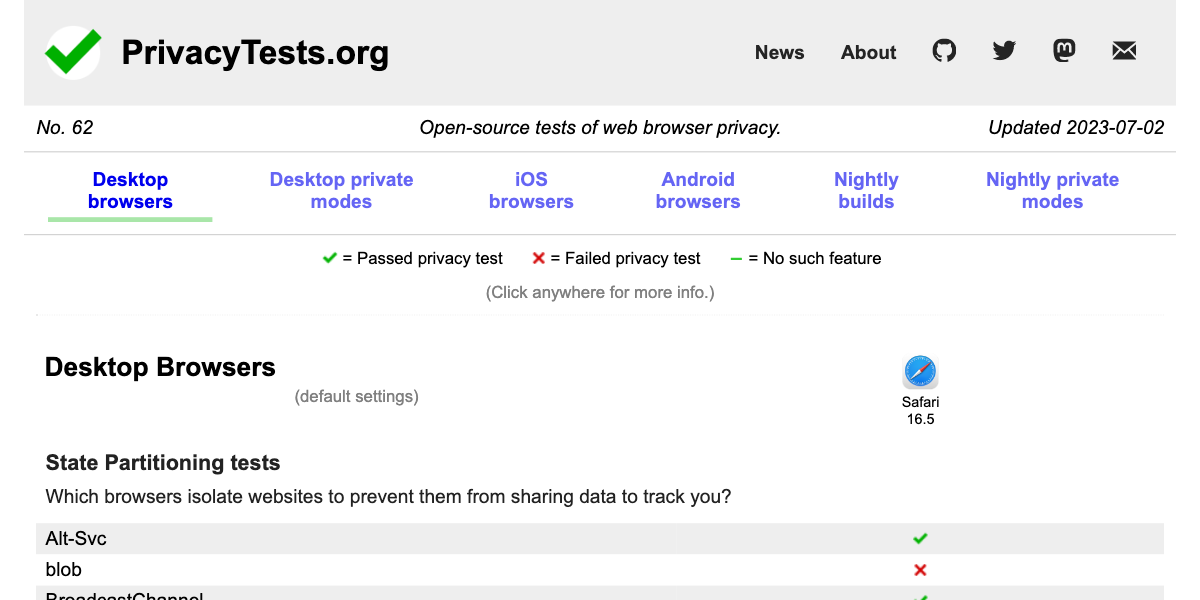 PrivacyTests.org
News About
No. 62 Open-source tests of web browser privacy. Updated 2023-07-02
Desktop browsers
Desktop private modes
iOS browsers
Android browsers
Nightly builds
Nightly private modes
= Passed privacy test = Failed privacy test = No such feature
(Click anywhere for more info.)
Desktop Browsers
(default settings)
Safari
16.5
State Partitioning tests
Which browsers isolate websites to prevent them from sharing data to track you?
Alt-Svc
blob
BroadcastChannel